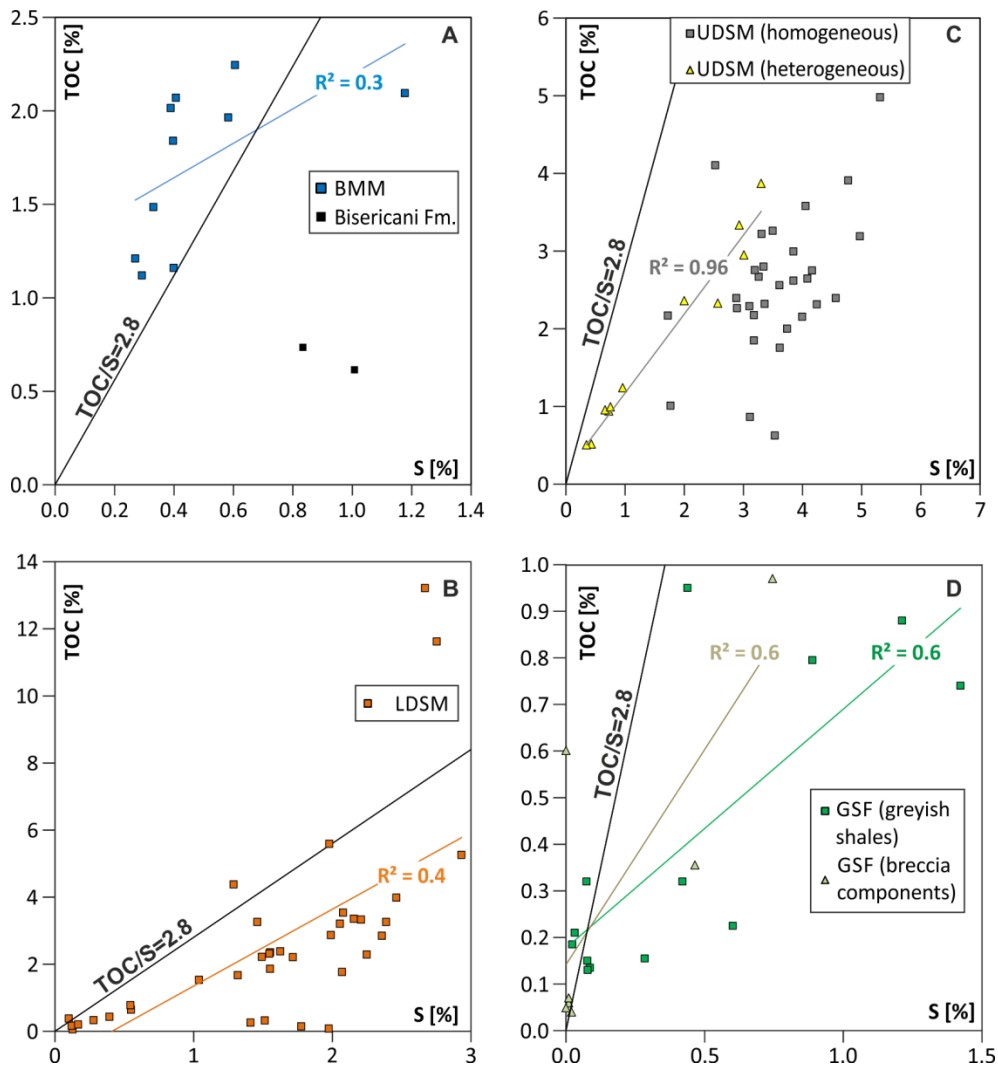 A
TOC [%]
2.5
2.0
1.5
1.0
0.5
0.0
R² = 0.3
BMM
Bisericani Fm.
TOC/S=2.8
S [%]
0.0 0.2 0.4 0.6 0.8 1.0 1.2 1.4
C
TOC [%]
6
5
4
3
2
1
0
UDSM (homogeneous)
UDSM (heterogeneous)
TOC/S=2.8
R² = 0.96
S [%]
0 1 2 3 4 5 6 7
B
TOC [%]
14
12
10
8
6
4
2
0
LDSM
R² = 0.4
TOC/S=2.8
S [%]
0 1 2 3
D
TOC [%]
1.0
0.9
0.8
0.7
0.6
0.5
0.4
0.3
0.2
0.1
0.0
R² = 0.6
R² = 0.6
TOC/S=2.8
GSF (greyish
shales)
GSF (breccia
components)
S [%]
0.0 0.5 1.0 1.5